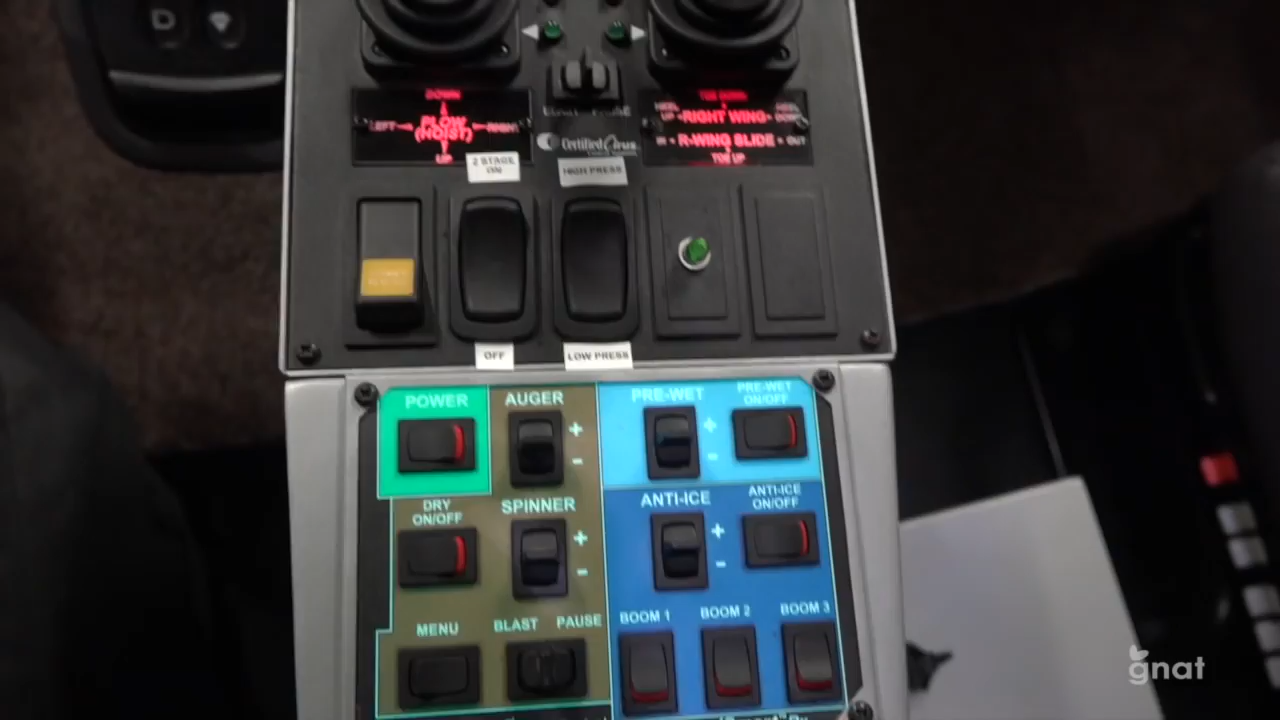 D
DOWN
LEFT PLOW RIGHT
(HOIST)
UP
TOE DOWN
HEEL UP RIGHT WING HEEL DOWN
IN R-WING SLIDE OUT
TOE UP
CertifiedCirus
2 STAGE
ON
HIGH PRESS
OFF
LOW PRESS
POWER
AUGER
+
-
PRE-WET
+
-
PRE-WET
ON/OFF
DRY
ON/OFF
SPINNER
+
-
ANTI-ICE
+
-
ANTI-ICE
ON/OFF
MENU
BLAST PAUSE
BOOM 1
BOOM 2
BOOM 3
gnat